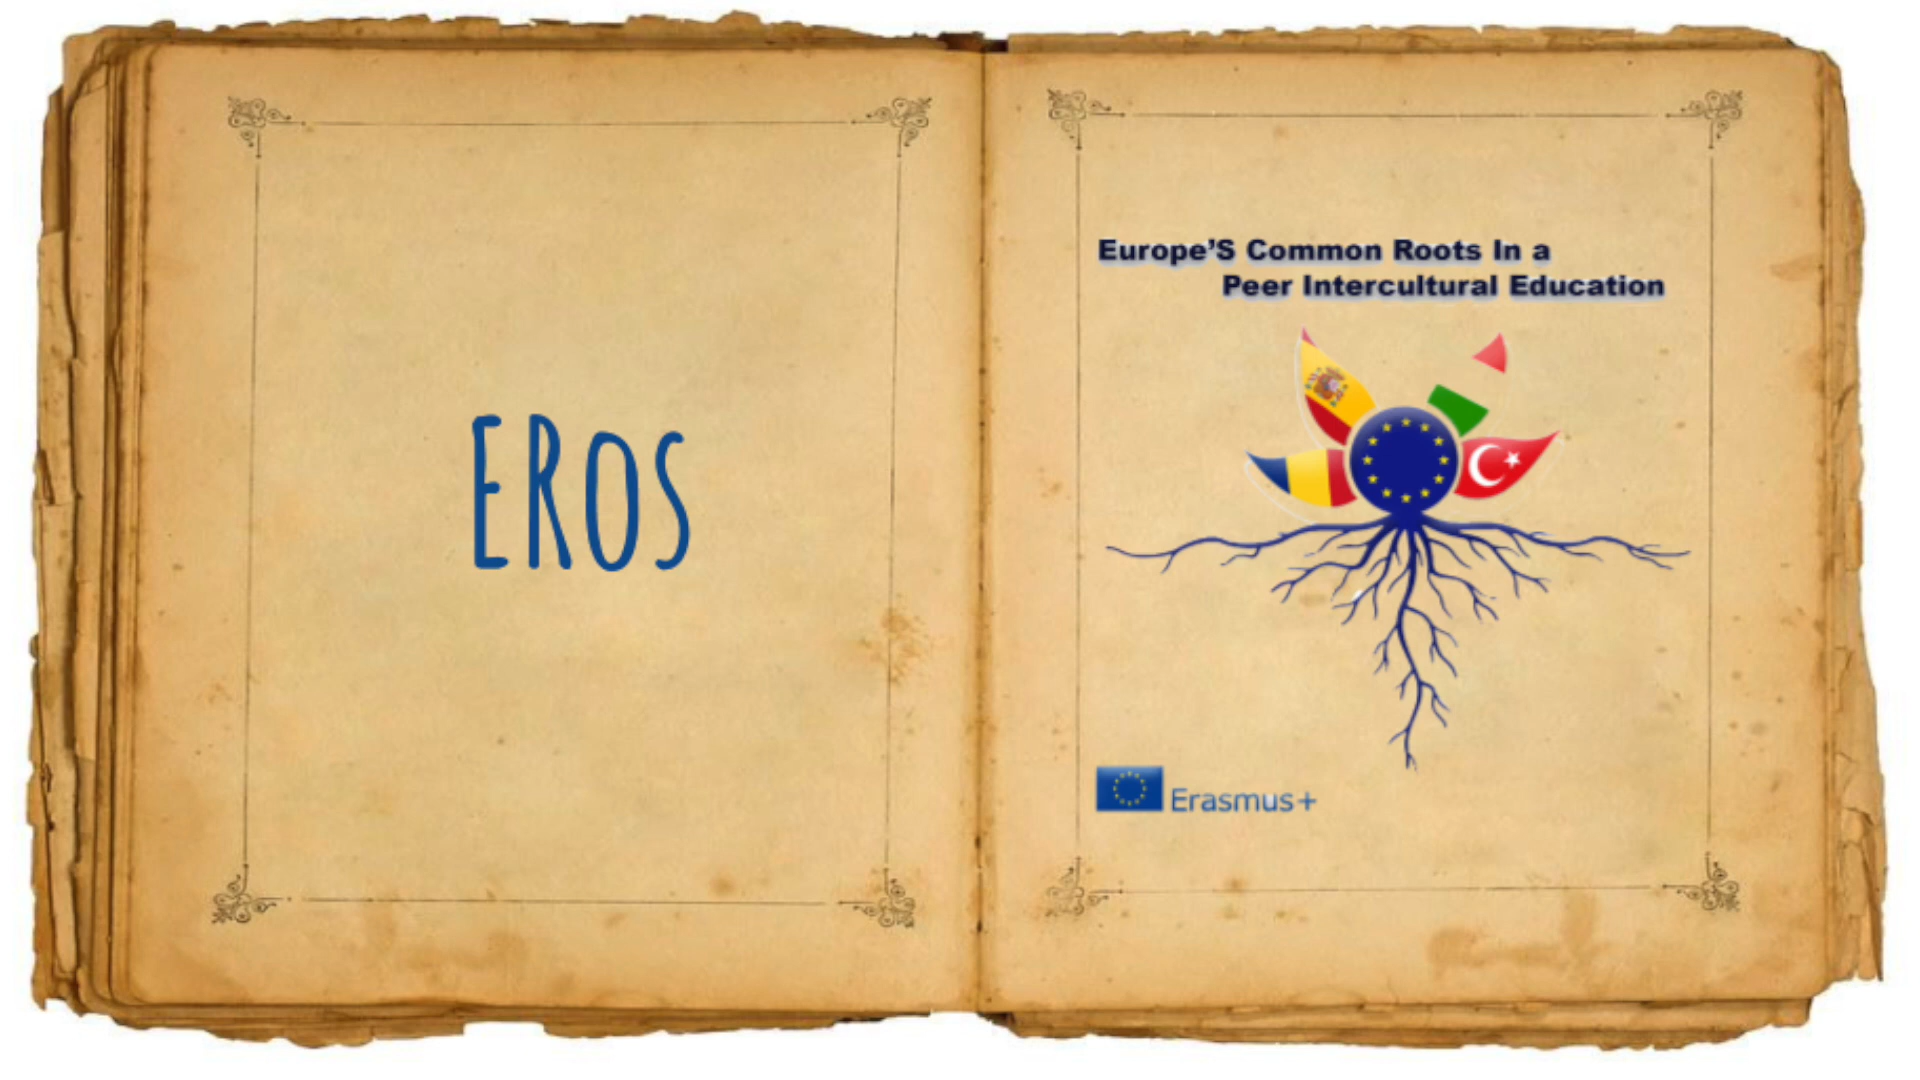 EROS
Europe'S Common Roots In a
Peer Intercultural Education
Erasmus+